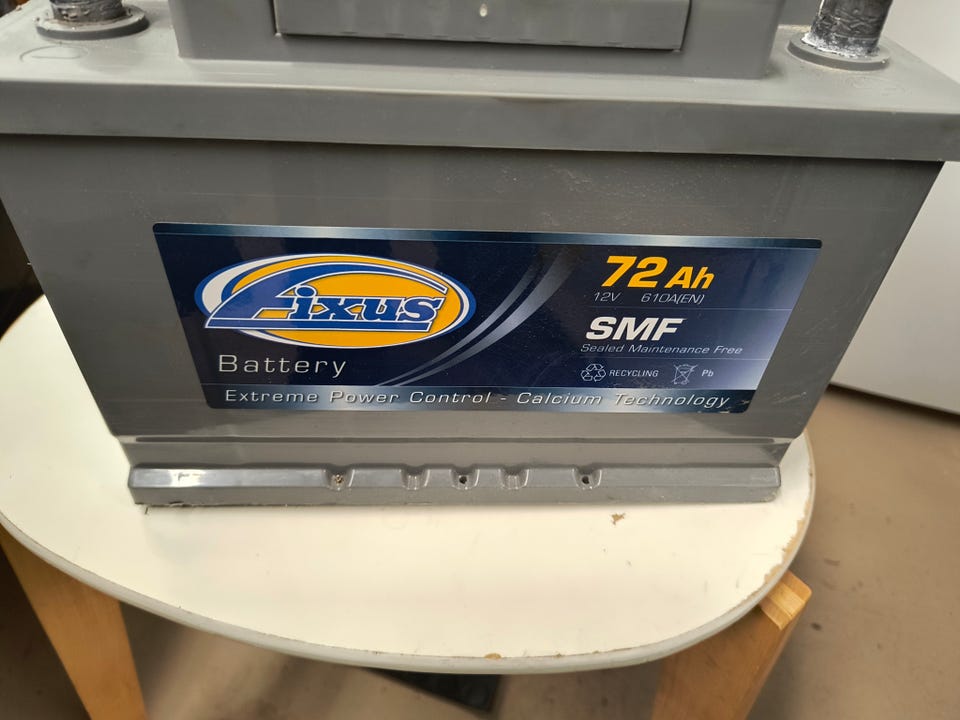 Fixus
Battery
72 Ah
12V 610A(EN)
SMF
Sealed Maintenance Free
RECYCLING Pb
Extreme Power Control - Calcium Technology